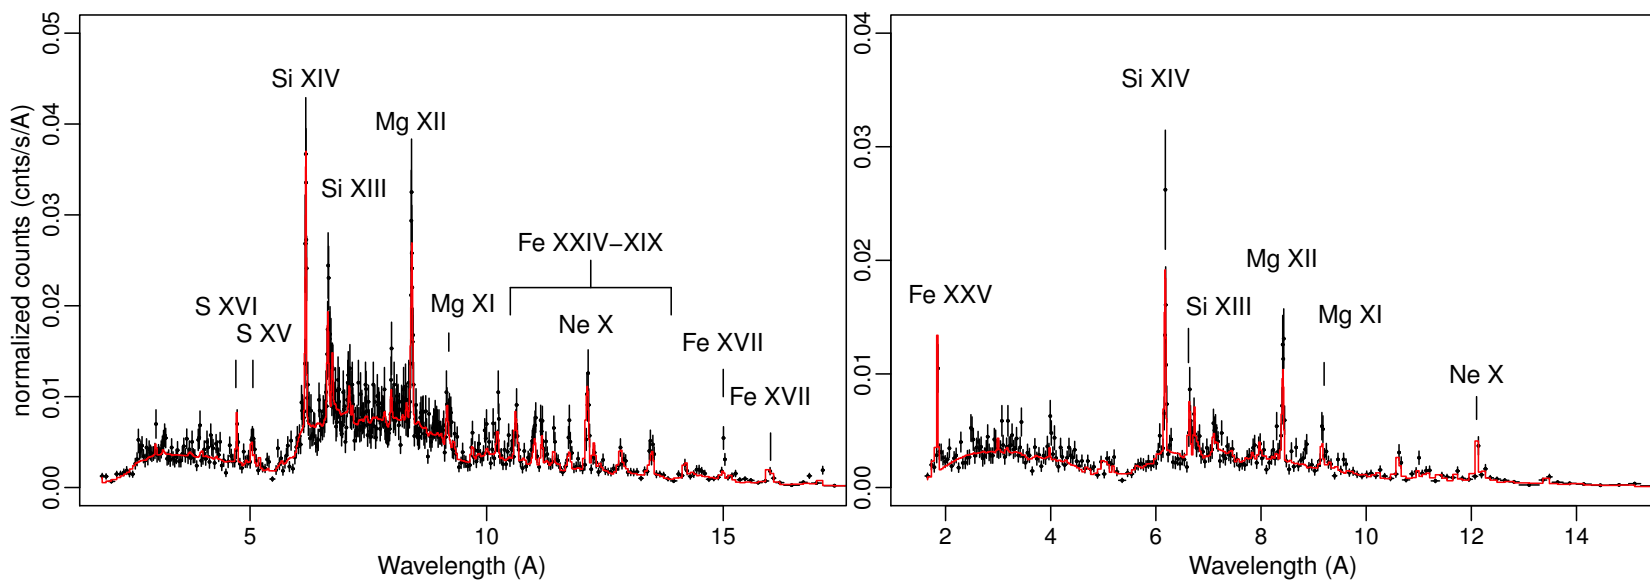 0.05
0.04
0.03
0.02
0.01
0.00
normalized counts (cnts/s/A)
Si XIV
Mg XII
Si XIII
Fe XXIV−XIX
S XVI
Mg XI
S XV
Ne X
Fe XVII
Fe XVII
5
10
15
Wavelength (A)
0.04
0.03
0.02
0.01
0.00
Si XIV
Mg XII
Fe XXV
Si XIII
Mg XI
Ne X
2
4
6
8
10
12
14
Wavelength (A)